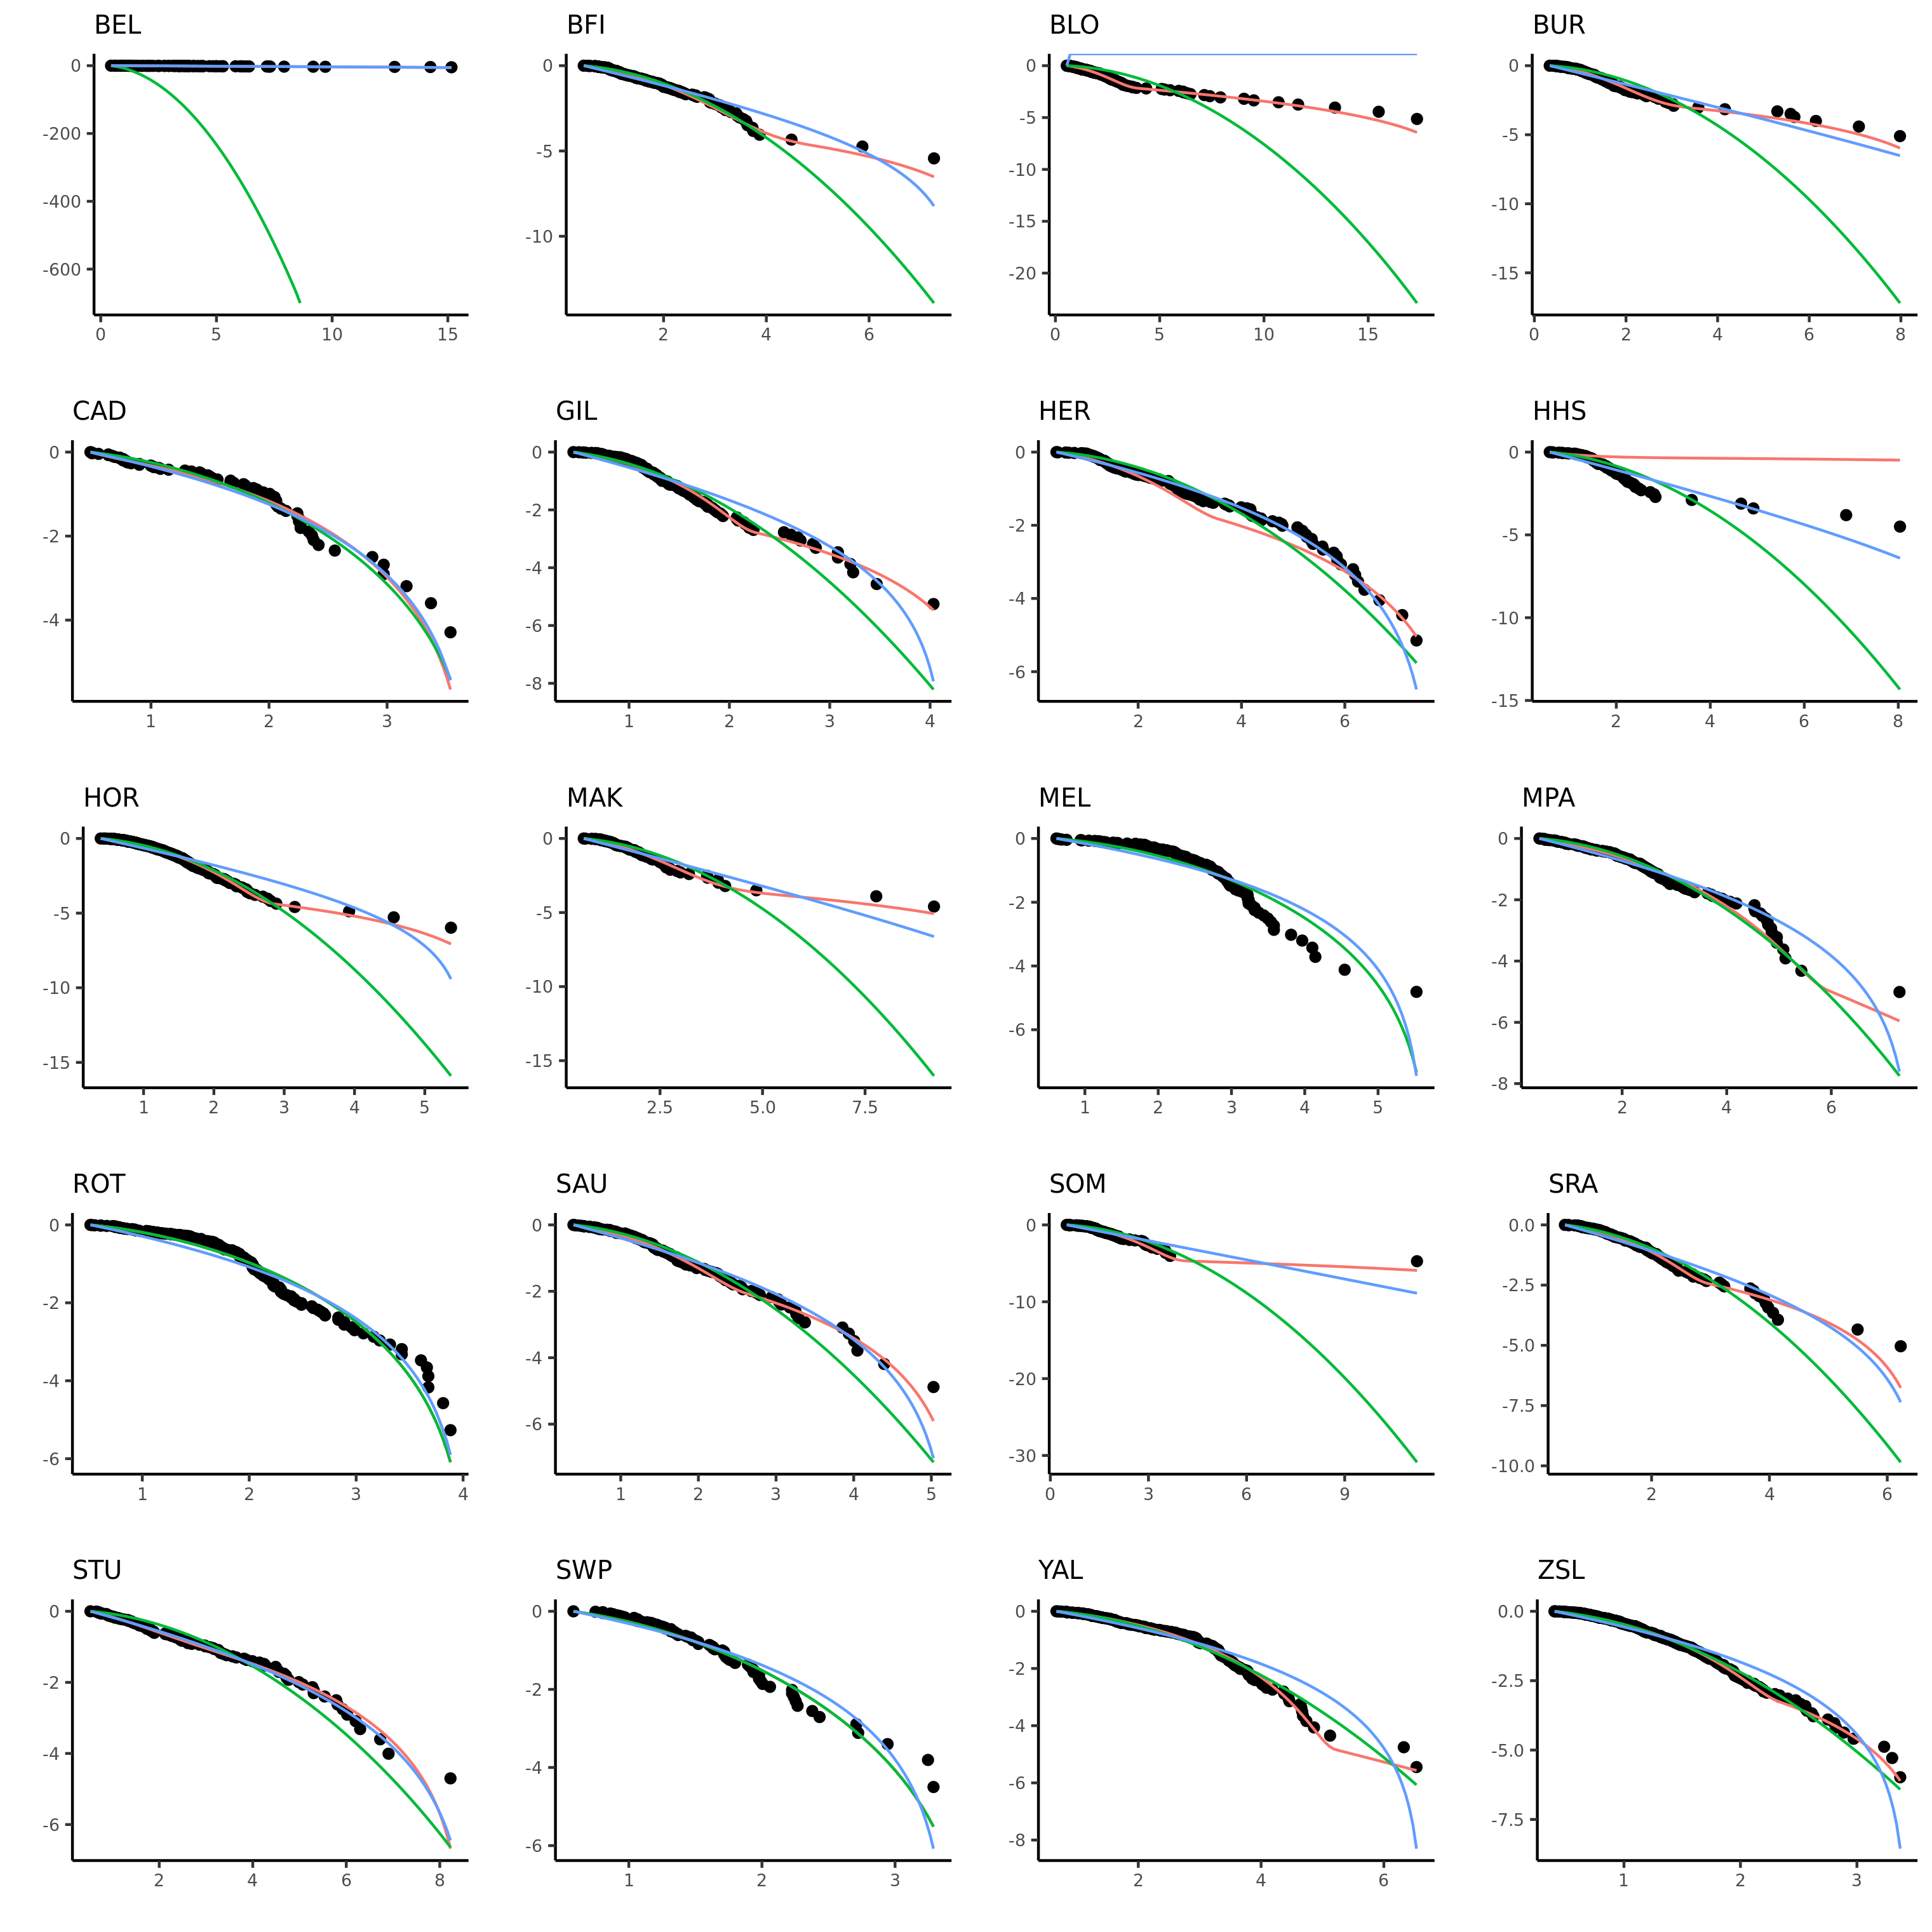 BEL BFI BLO BUR
0 0 0 0
-200 -5 -5 -5
-400 -10 -10 -10
-600 -15 -15
-20
0 5 10 15 2 4 6 0 5 10 15 0 2 4 6 8
CAD GIL HER HHS
0 0 0 0
-2 -2 -2 -5
-4 -4 -4 -10
-6 -6 -15
-8
1 2 3 1 2 3 4 2 4 6 2 4 6 8
HOR MAK MEL MPA
0 0 0 0
-5 -5 -2 -2
-10 -10 -4 -4
-15 -15 -6 -6
-8
1 2 3 4 5 2.5 5.0 7.5 1 2 3 4 5 2 4 6
ROT SAU SOM SRA
0 0 0 0.0
-2 -2 -10 -2.5
-4 -4 -20 -5.0
-6 -6 -30 -7.5
-10.0
1 2 3 4 1 2 3 4 5 0 3 6 9 2 4 6
STU SWP YAL ZSL
0 0 0 0.0
-2 -2 -2 -2.5
-4 -4 -4 -5.0
-6 -6 -6 -7.5
-8
2 4 6 8 1 2 3 2 4 6 1 2 3